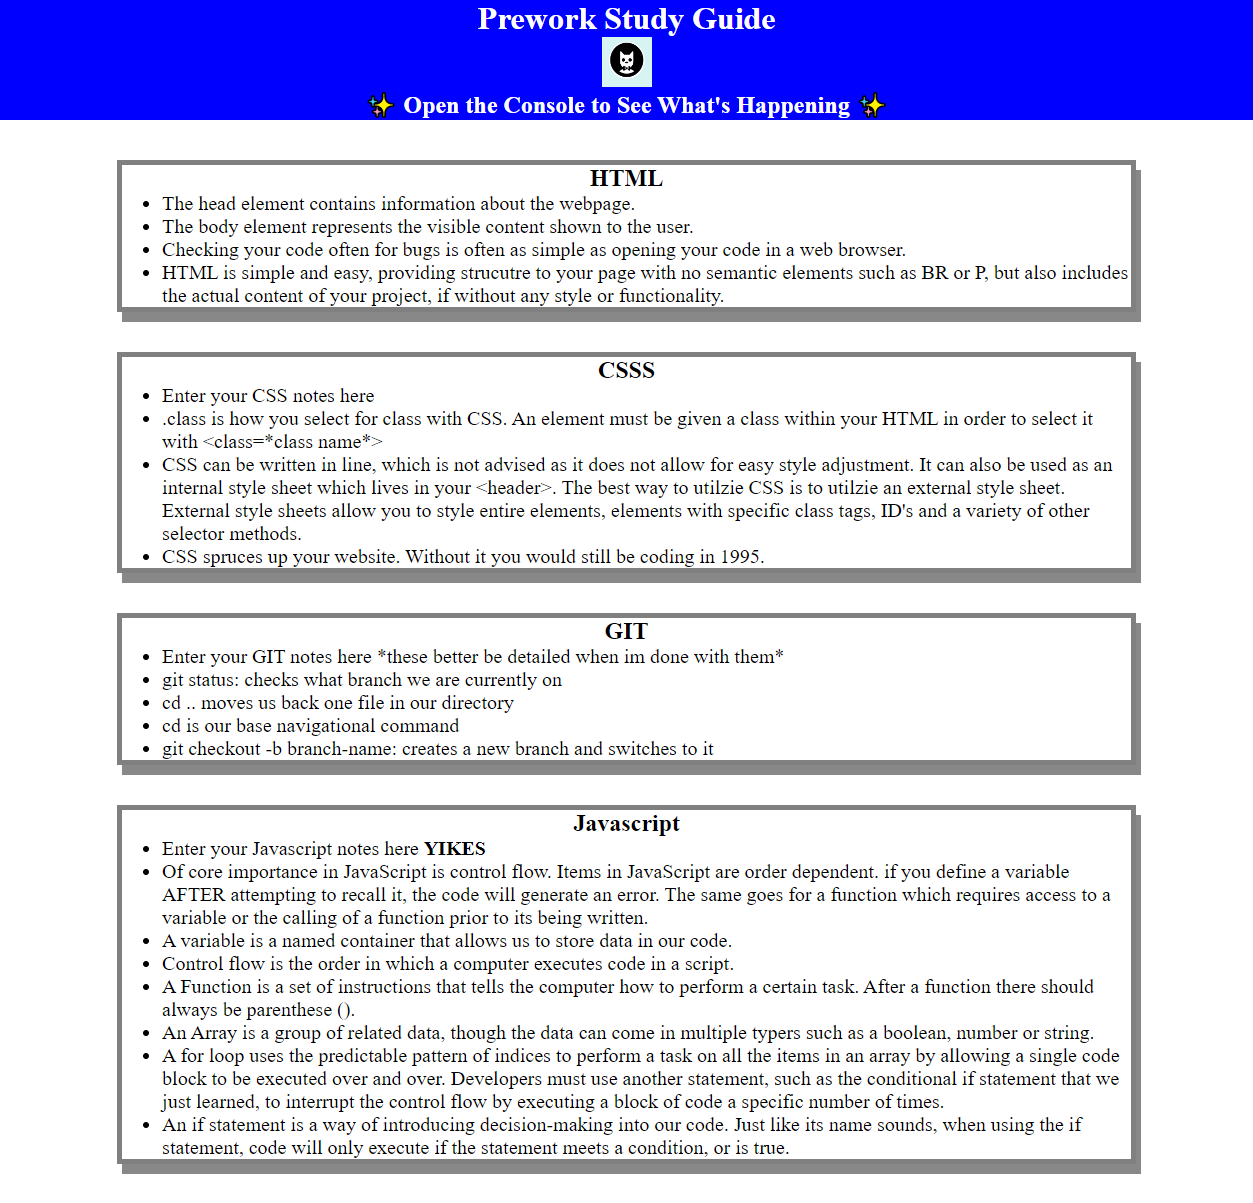 Prework Study Guide
✨ Open the Console to See What's Happening ✨
HTML
• The head element contains information about the webpage.
• The body element represents the visible content shown to the user.
• Checking your code often for bugs is often as simple as opening your code in a web browser.
• HTML is simple and easy, providing strucutre to your page with no semantic elements such as BR or P, but also includes
the actual content of your project, if without any style or functionality.
CSSS
• Enter your CSS notes here
• .class is how you select for class with CSS. An element must be given a class within your HTML in order to select it
with <class=*class name*>
• CSS can be written in line, which is not advised as it does not allow for easy style adjustment. It can also be used as an
internal style sheet which lives in your <header>. The best way to utilzie CSS is to utilzie an external style sheet.
External style sheets allow you to style entire elements, elements with specific class tags, ID's and a variety of other
selector methods.
• CSS spruces up your website. Without it you would still be coding in 1995.
GIT
• Enter your GIT notes here *these better be detailed when im done with them*
• git status: checks what branch we are currently on
• cd .. moves us back one file in our directory
• cd is our base navigational command
• git checkout -b branch-name: creates a new branch and switches to it
Javascript
• Enter your Javascript notes here YIKES
• Of core importance in JavaScript is control flow. Items in JavaScript are order dependent. if you define a variable
AFTER attempting to recall it, the code will generate an error. The same goes for a function which requires access to a
variable or the calling of a function prior to its being written.
• A variable is a named container that allows us to store data in our code.
• Control flow is the order in which a computer executes code in a script.
• A Function is a set of instructions that tells the computer how to perform a certain task. After a function there should
always be parenthese ().
• An Array is a group of related data, though the data can come in multiple typers such as a boolean, number or string.
• A for loop uses the predictable pattern of indices to perform a task on all the items in an array by allowing a single code
block to be executed over and over. Developers must use another statement, such as the conditional if statement that we
just learned, to interrupt the control flow by executing a block of code a specific number of times.
• An if statement is a way of introducing decision-making into our code. Just like its name sounds, when using the if
statement, code will only execute if the statement meets a condition, or is true.